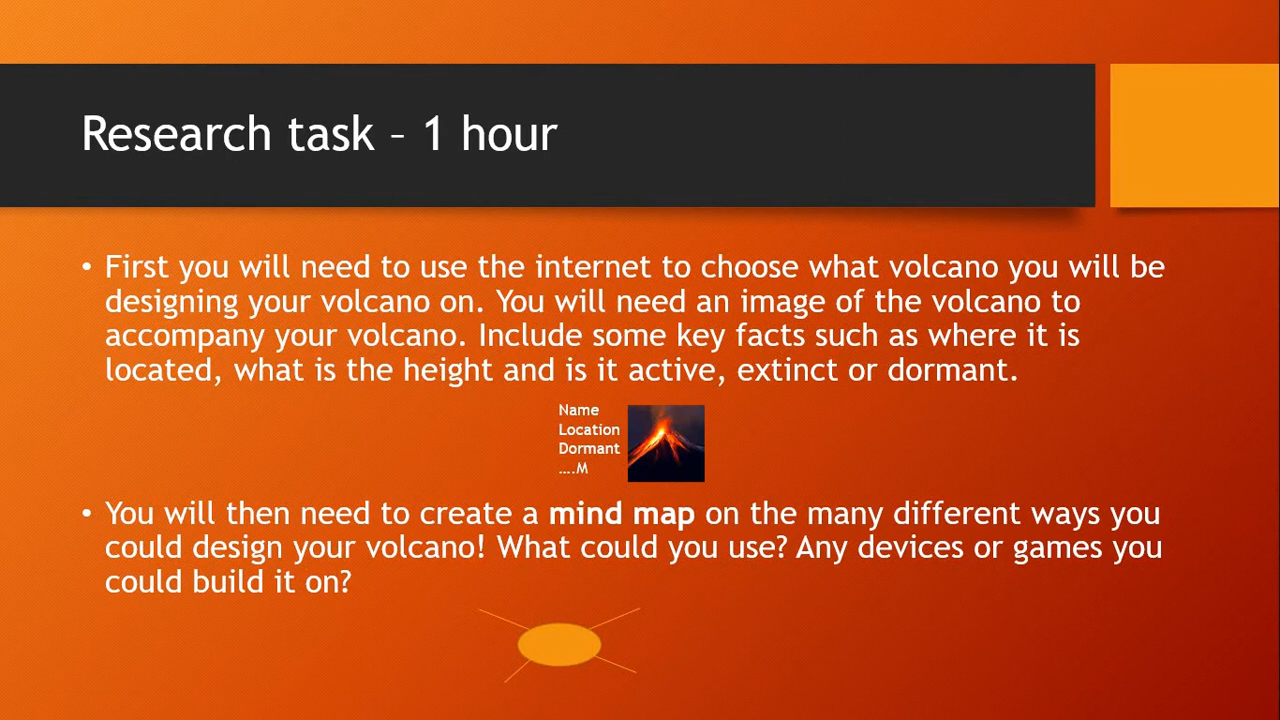 Research task – 1 hour
• First you will need to use the internet to choose what volcano you will be
designing your volcano on. You will need an image of the volcano to
accompany your volcano. Include some key facts such as where it is
located, what is the height and is it active, extinct or dormant.
Name
Location
Dormant
....M
• You will then need to create a mind map on the many different ways you
could design your volcano! What could you use? Any devices or games you
could build it on?